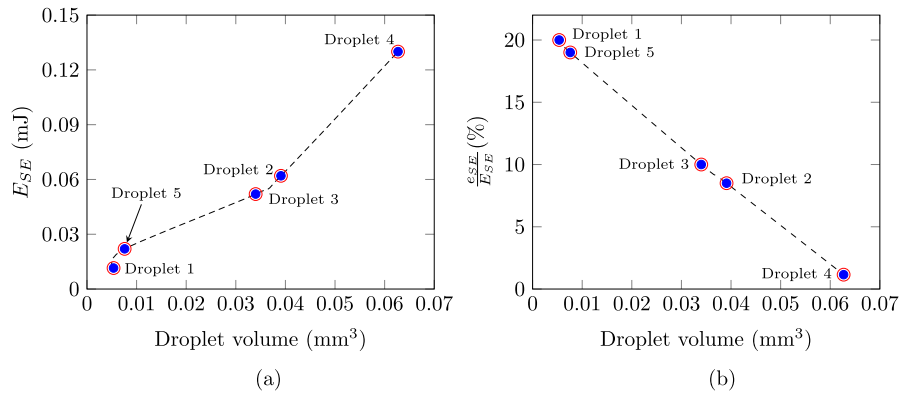 0.15
0.12
0.09
0.06
0.03
0
E_SE (mJ)
Droplet 4
Droplet 2
Droplet 3
Droplet 5
Droplet 1
0 0.01 0.02 0.03 0.04 0.05 0.06 0.07
Droplet volume (mm³)
(a)
20
15
10
5
0
e_SE/E_SE (%)
Droplet 1
Droplet 5
Droplet 3
Droplet 2
Droplet 4
0 0.01 0.02 0.03 0.04 0.05 0.06 0.07
Droplet volume (mm³)
(b)